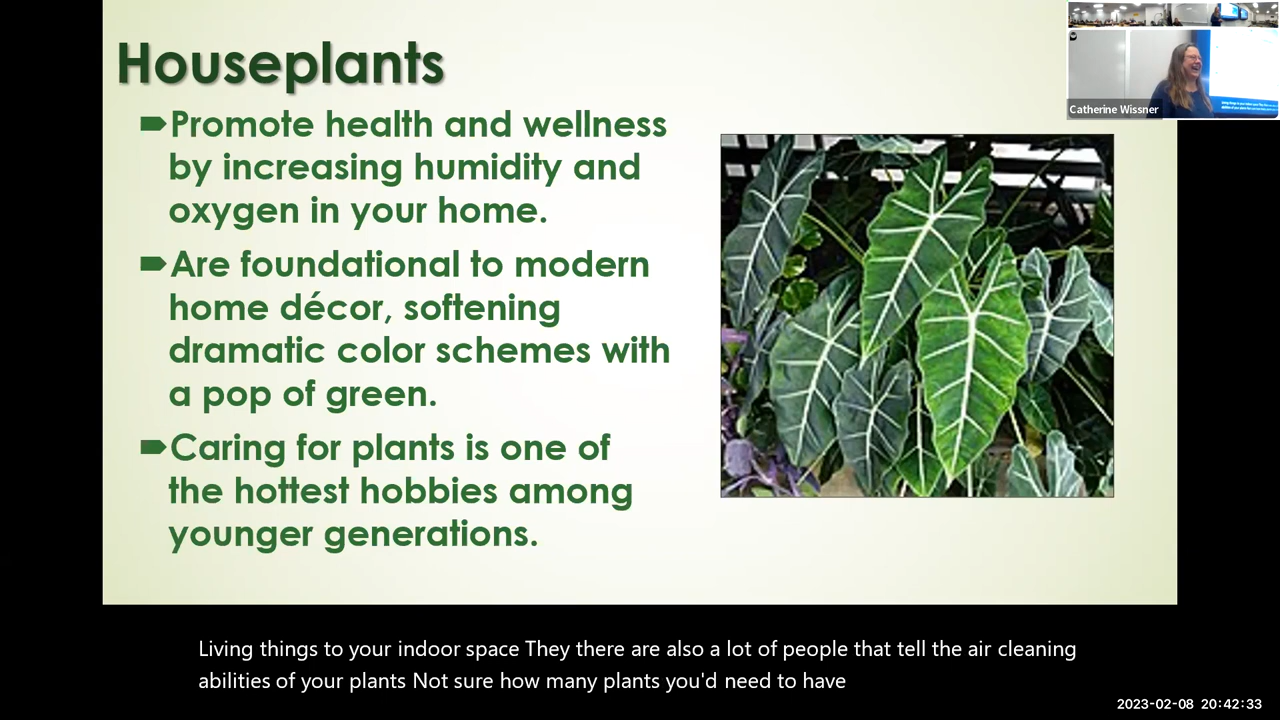 Houseplants
Promote health and wellness
by increasing humidity and
oxygen in your home.
Are foundational to modern
home décor, softening
dramatic color schemes with
a pop of green.
Caring for plants is one of
the hottest hobbies among
younger generations.
Catherine Wissner
Living things to your indoor space They there are also a lot of people that tell the air cleaning
abilities of your plants Not sure how many plants you'd need to have
2023-02-08 20:42:33